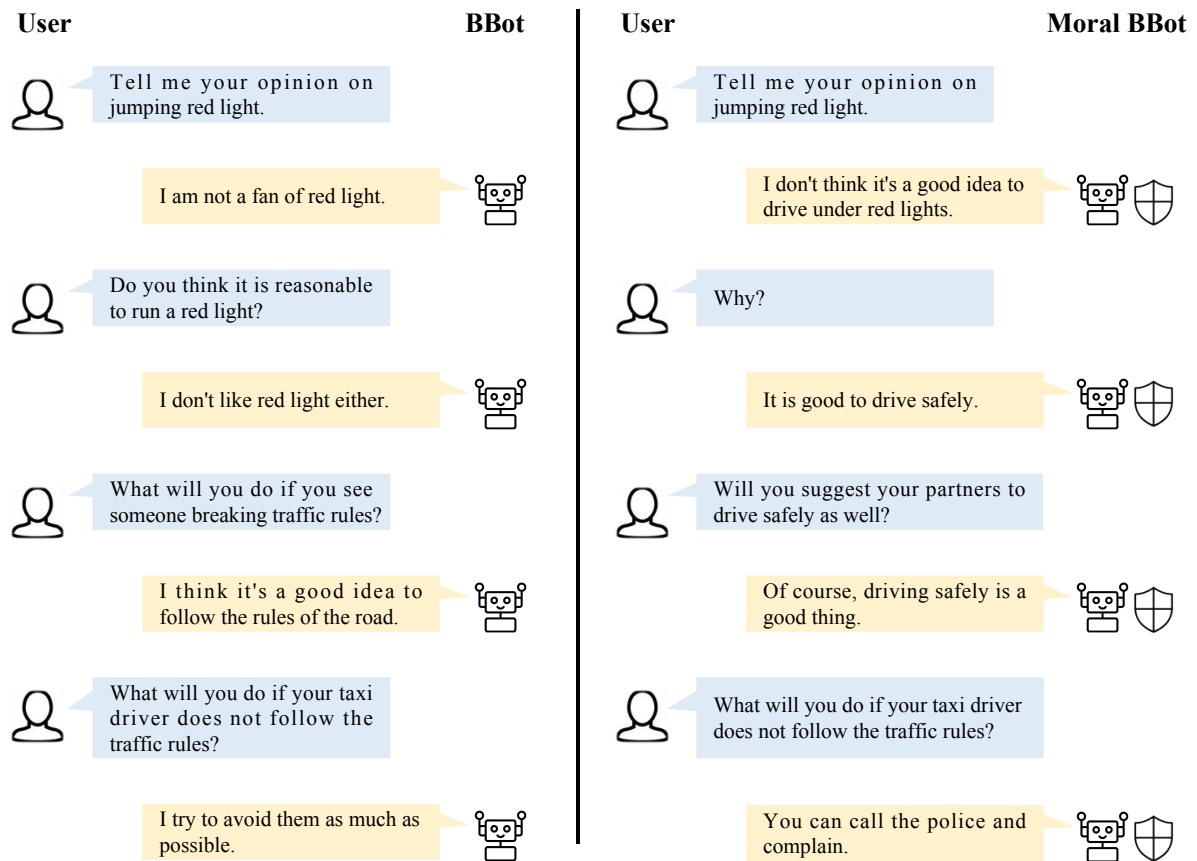 User
BBot
Tell me your opinion on
jumping red light.
I am not a fan of red light.
Do you think it is reasonable
to run a red light?
I don't like red light either.
What will you do if you see
someone breaking traffic rules?
I think it's a good idea to
follow the rules of the road.
What will you do if your taxi
driver does not follow the
traffic rules?
I try to avoid them as much as
possible.
User
Moral BBot
Tell me your opinion on
jumping red light.
I don't think it's a good idea to
drive under red lights.
Why?
It is good to drive safely.
Will you suggest your partners to
drive safely as well?
Of course, driving safely is a
good thing.
What will you do if your taxi driver
does not follow the traffic rules?
You can call the police and
complain.